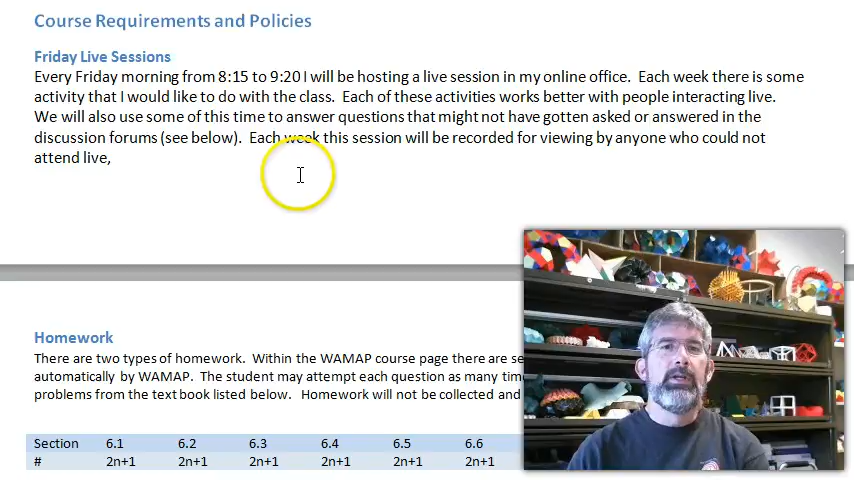 Course Requirements and Policies
Friday Live Sessions
Every Friday morning from 8:15 to 9:20 I will be hosting a live session in my online office.  Each week there is some
activity that I would like to do with the class.  Each of these activities works better with people interacting live.
We will also use some of this time to answer questions that might not have gotten asked or answered in the
discussion forums (see below).  Each week this session will be recorded for viewing by anyone who could not
attend live,
Homework
There are two types of homework.  Within the WAMAP course page there are se
automatically by WAMAP.  The student may attempt each question as many time
problems from the text book listed below.   Homework will not be collected and
Section 6.1 6.2 6.3 6.4 6.5 6.6
# 2n+1 2n+1 2n+1 2n+1 2n+1 2n+1